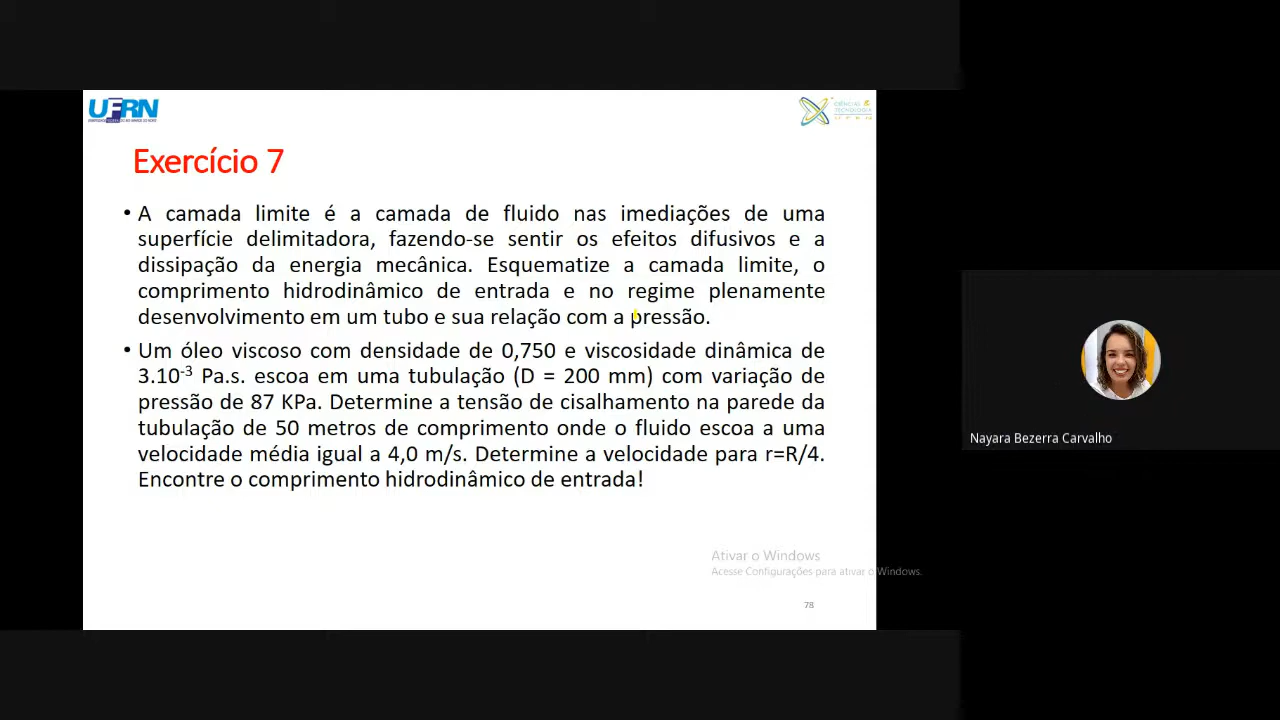 UFRN
Exercício 7
• A camada limite é a camada de fluido nas imediações de uma
superfície delimitadora, fazendo-se sentir os efeitos difusivos e a
dissipação da energia mecânica. Esquematize a camada limite, o
comprimento hidrodinâmico de entrada e no regime plenamente
desenvolvimento em um tubo e sua relação com a pressão.
• Um óleo viscoso com densidade de 0,750 e viscosidade dinâmica de
3.10⁻³ Pa.s. escoa em uma tubulação (D = 200 mm) com variação de
pressão de 87 KPa. Determine a tensão de cisalhamento na parede da
tubulação de 50 metros de comprimento onde o fluido escoa a uma
velocidade média igual a 4,0 m/s. Determine a velocidade para r=R/4.
Encontre o comprimento hidrodinâmico de entrada!
Nayara Bezerra Carvalho
Ativar o Windows
Acesse Configurações para ativar o Windows.
78